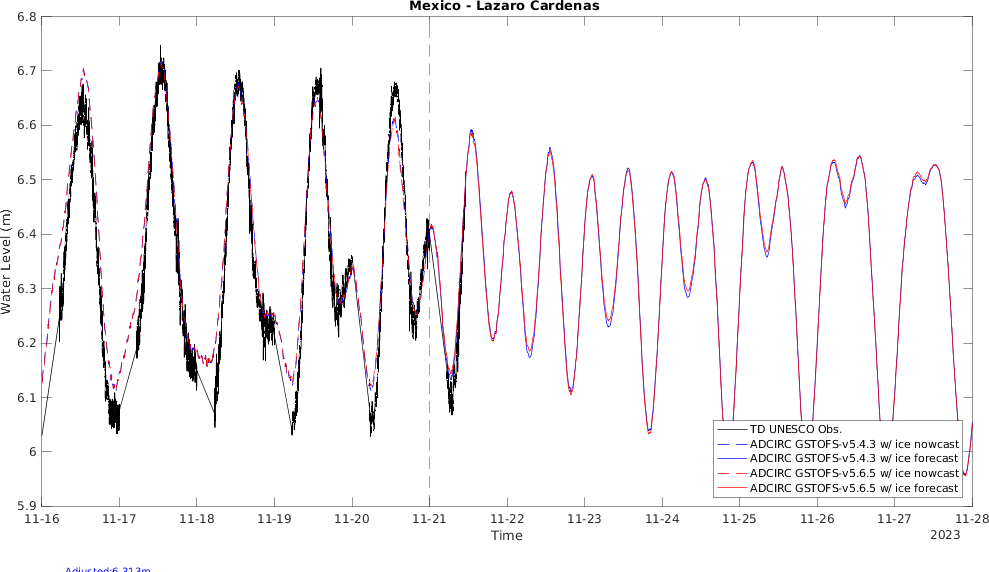 Mexico - Lazaro Cardenas
6.8
6.7
6.6
6.5
6.4
6.3
6.2
6.1
6
5.9
Water Level (m)
11-16
11-17
11-18
11-19
11-20
11-21
11-22
11-23
11-24
11-25
11-26
11-27
11-28
Time
2023
TD UNESCO Obs.
ADCIRC GSTOFS-v5.4.3 w/ ice nowcast
ADCIRC GSTOFS-v5.4.3 w/ ice forecast
ADCIRC GSTOFS-v5.6.5 w/ ice nowcast
ADCIRC GSTOFS-v5.6.5 w/ ice forecast
Adjusted:6.313m